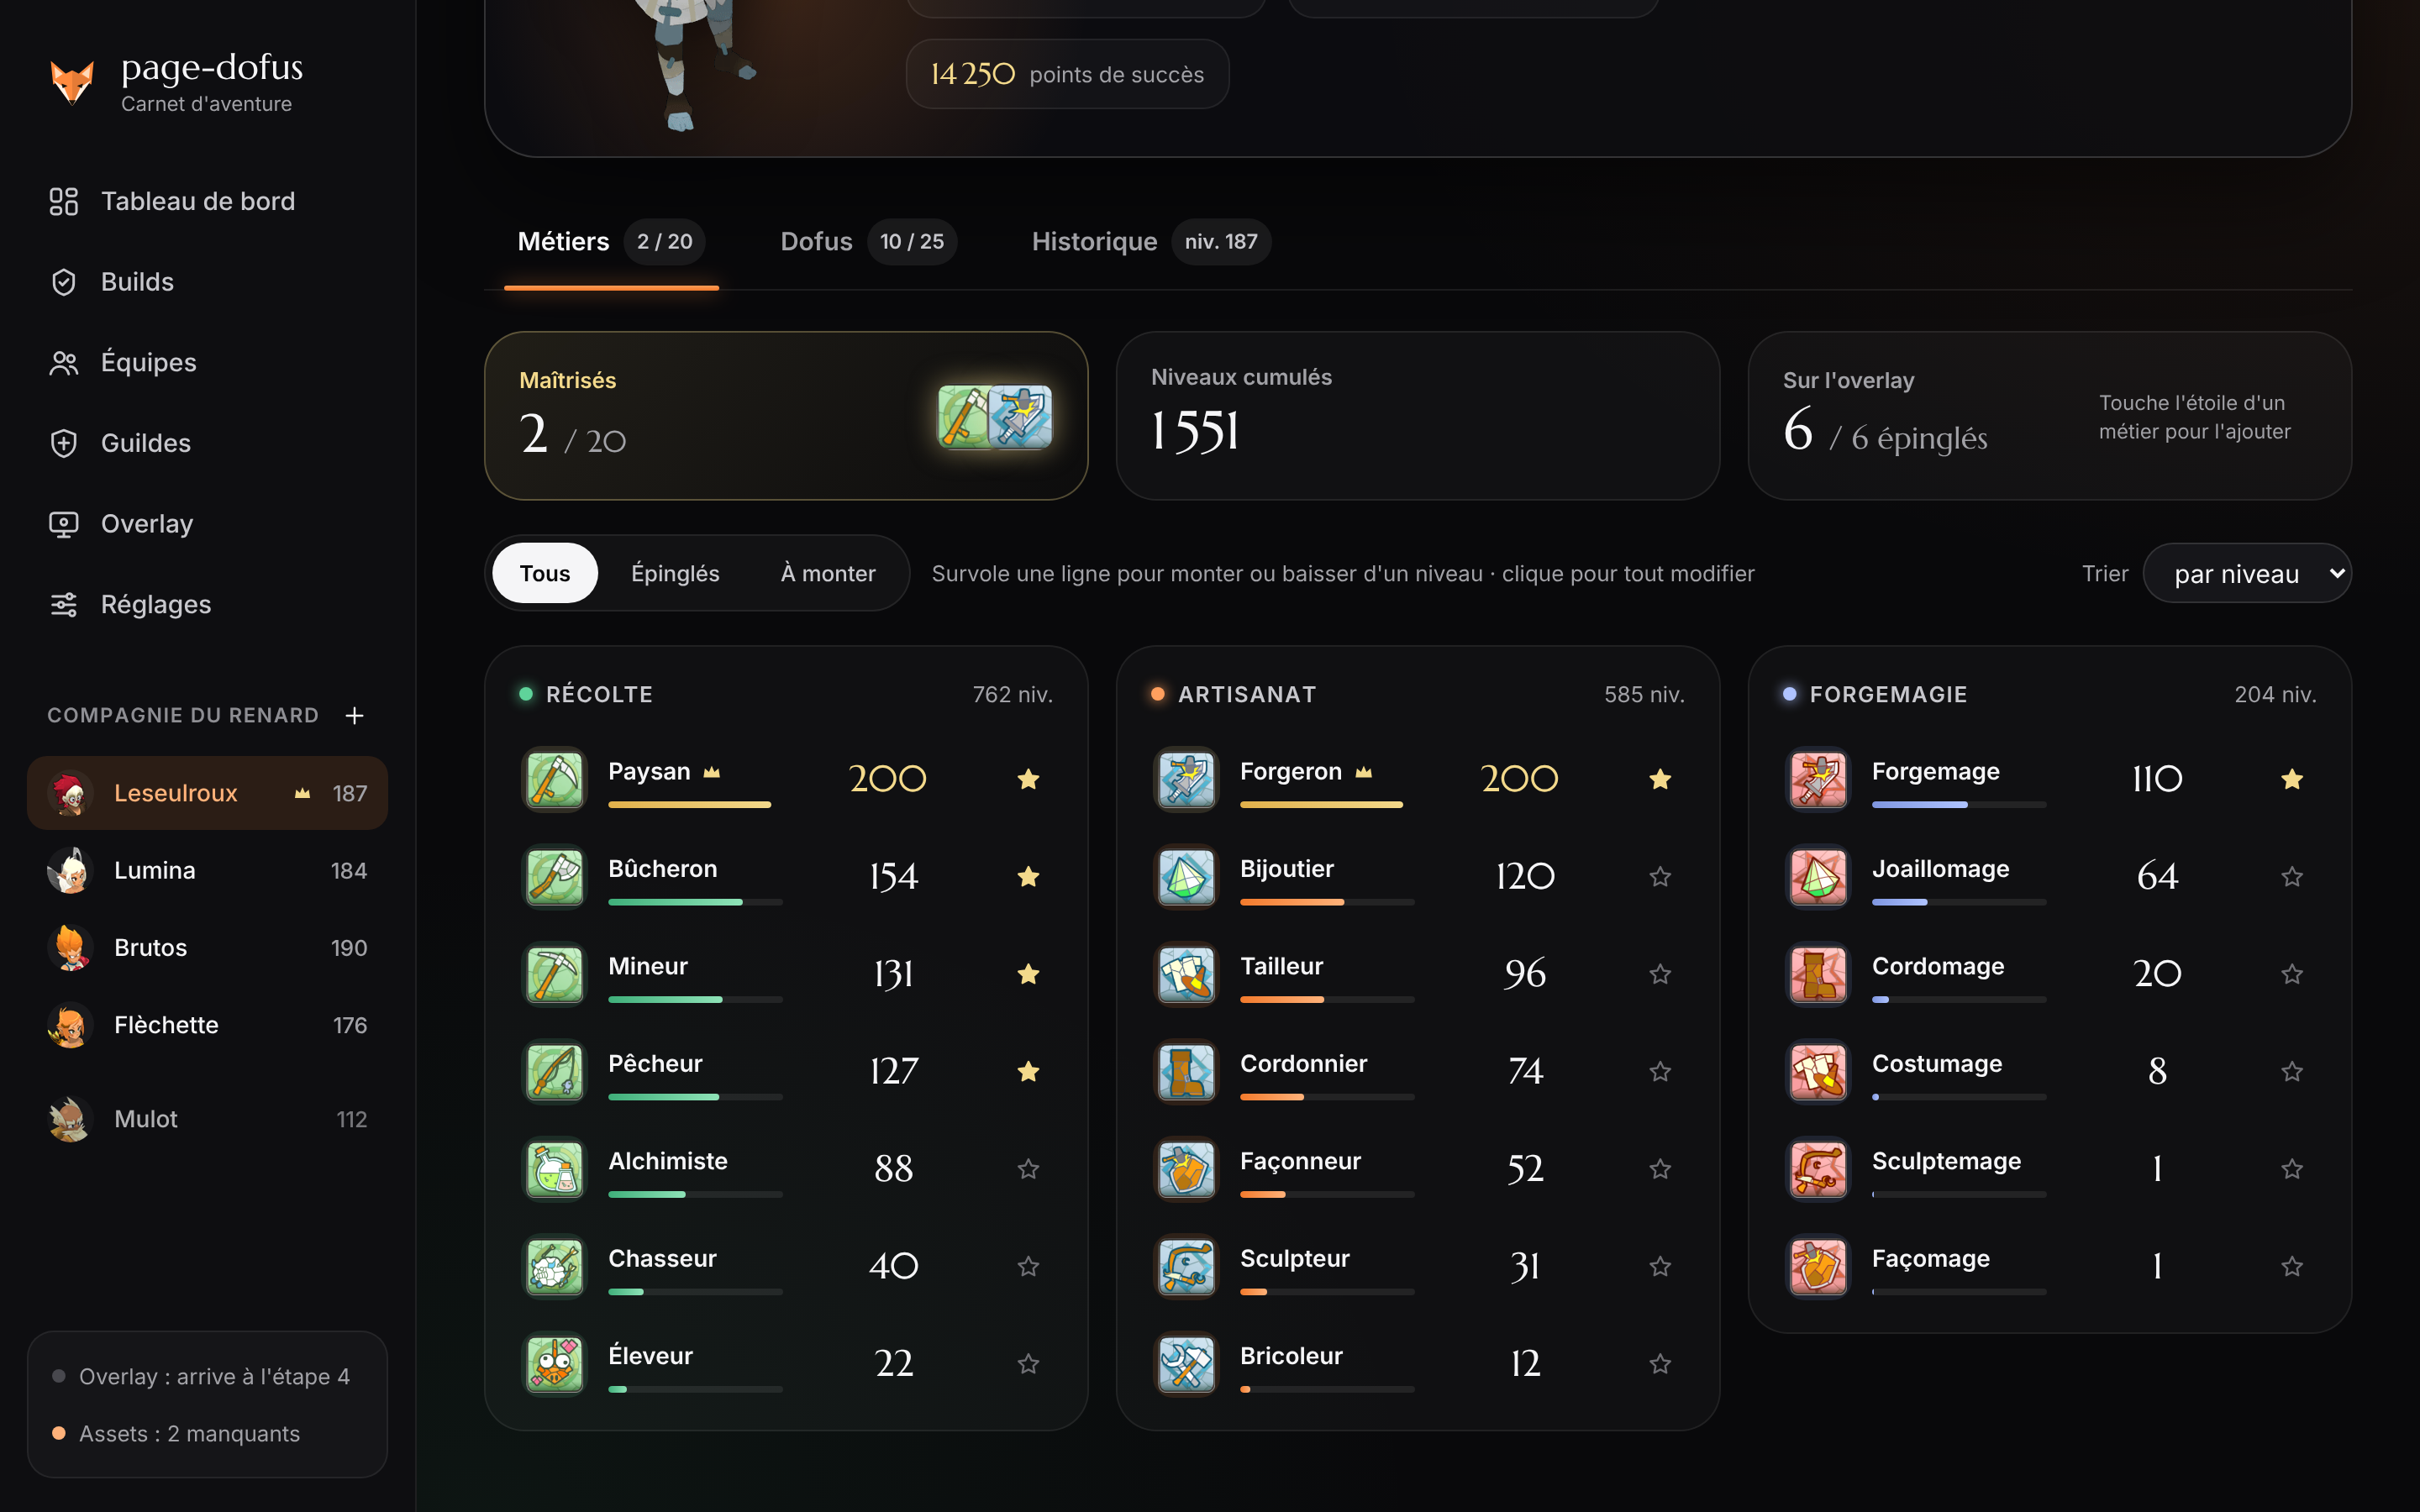 page-dofus
Carnet d'aventure
Tableau de bord
Builds
Équipes
Guildes
Overlay
Réglages
COMPAGNIE DU RENARD +
Leseulroux 187
Lumina 184
Brutos 190
Flèchette 176
Mulot 112
Overlay : arrive à l'étape 4
Assets : 2 manquants
14 250 points de succès
Métiers 2 / 20 Dofus 10 / 25 Historique niv. 187
Maîtrisés
2 / 20
Niveaux cumulés
1 551
Sur l'overlay
6 / 6 épinglés
Touche l'étoile d'un
métier pour l'ajouter
Tous Épinglés À monter Survole une ligne pour monter ou baisser d'un niveau · clique pour tout modifier Trier par niveau
RÉCOLTE 762 niv.
Paysan 200
Bûcheron 154
Mineur 131
Pêcheur 127
Alchimiste 88
Chasseur 40
Éleveur 22
ARTISANAT 585 niv.
Forgeron 200
Bijoutier 120
Tailleur 96
Cordonnier 74
Façonneur 52
Sculpteur 31
Bricoleur 12
FORGEMAGIE 204 niv.
Forgemage 110
Joaillomage 64
Cordomage 20
Costumage 8
Sculptemage 1
Façomage 1